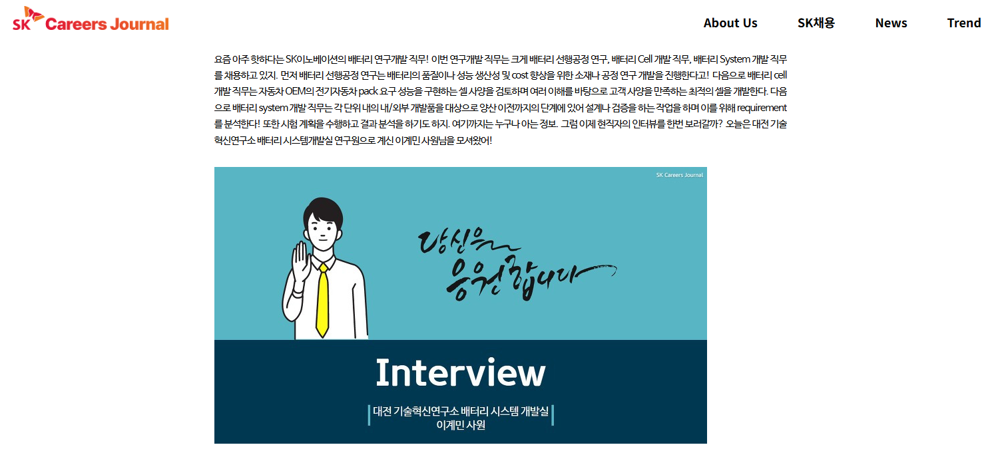 SK Careers Journal
About Us SK채용 News Trend
요즘 아주 핫하다는 SK이노베이션의 배터리 연구개발 직무! 이번 연구개발 직무는 크게 배터리 선행공정 연구, 배터리 Cell 개발 직무, 배터리 System 개발 직무
를 채용하고 있지. 먼저 배터리 선행공정 연구는 배터리의 품질이나 성능 생산성 및 cost 향상을 위한 소재나 공정 연구 개발을 진행한다고! 다음으로 배터리 cell
개발 직무는 자동차 OEM의 전기자동차 pack 요구 성능을 구현하는 셀 사양을 검토하며 여러 이해를 바탕으로 고객 사양을 만족하는 최적의 셀을 개발한다. 다음
으로 배터리 system 개발 직무는 각 단위 내의 내/외부 개발품을 대상으로 양산 이전까지의 단계에 있어 설계나 검증을 하는 작업을 하며 이를 위해 requirement
를 분석한다! 또한 시험 계획을 수행하고 결과 분석을 하기도 하지. 여기까지는 누구나 아는 정보. 그럼 이제 현직자의 인터뷰를 한번 보러갈까? 오늘은 대전 기술
혁신연구소 배터리 시스템개발실 연구원으로 계신 이계민 사원님을 모셔왔어!
SK Careers Journal
당신을
응원합니다
Interview
대전 기술혁신연구소 배터리 시스템 개발실
이계민 사원